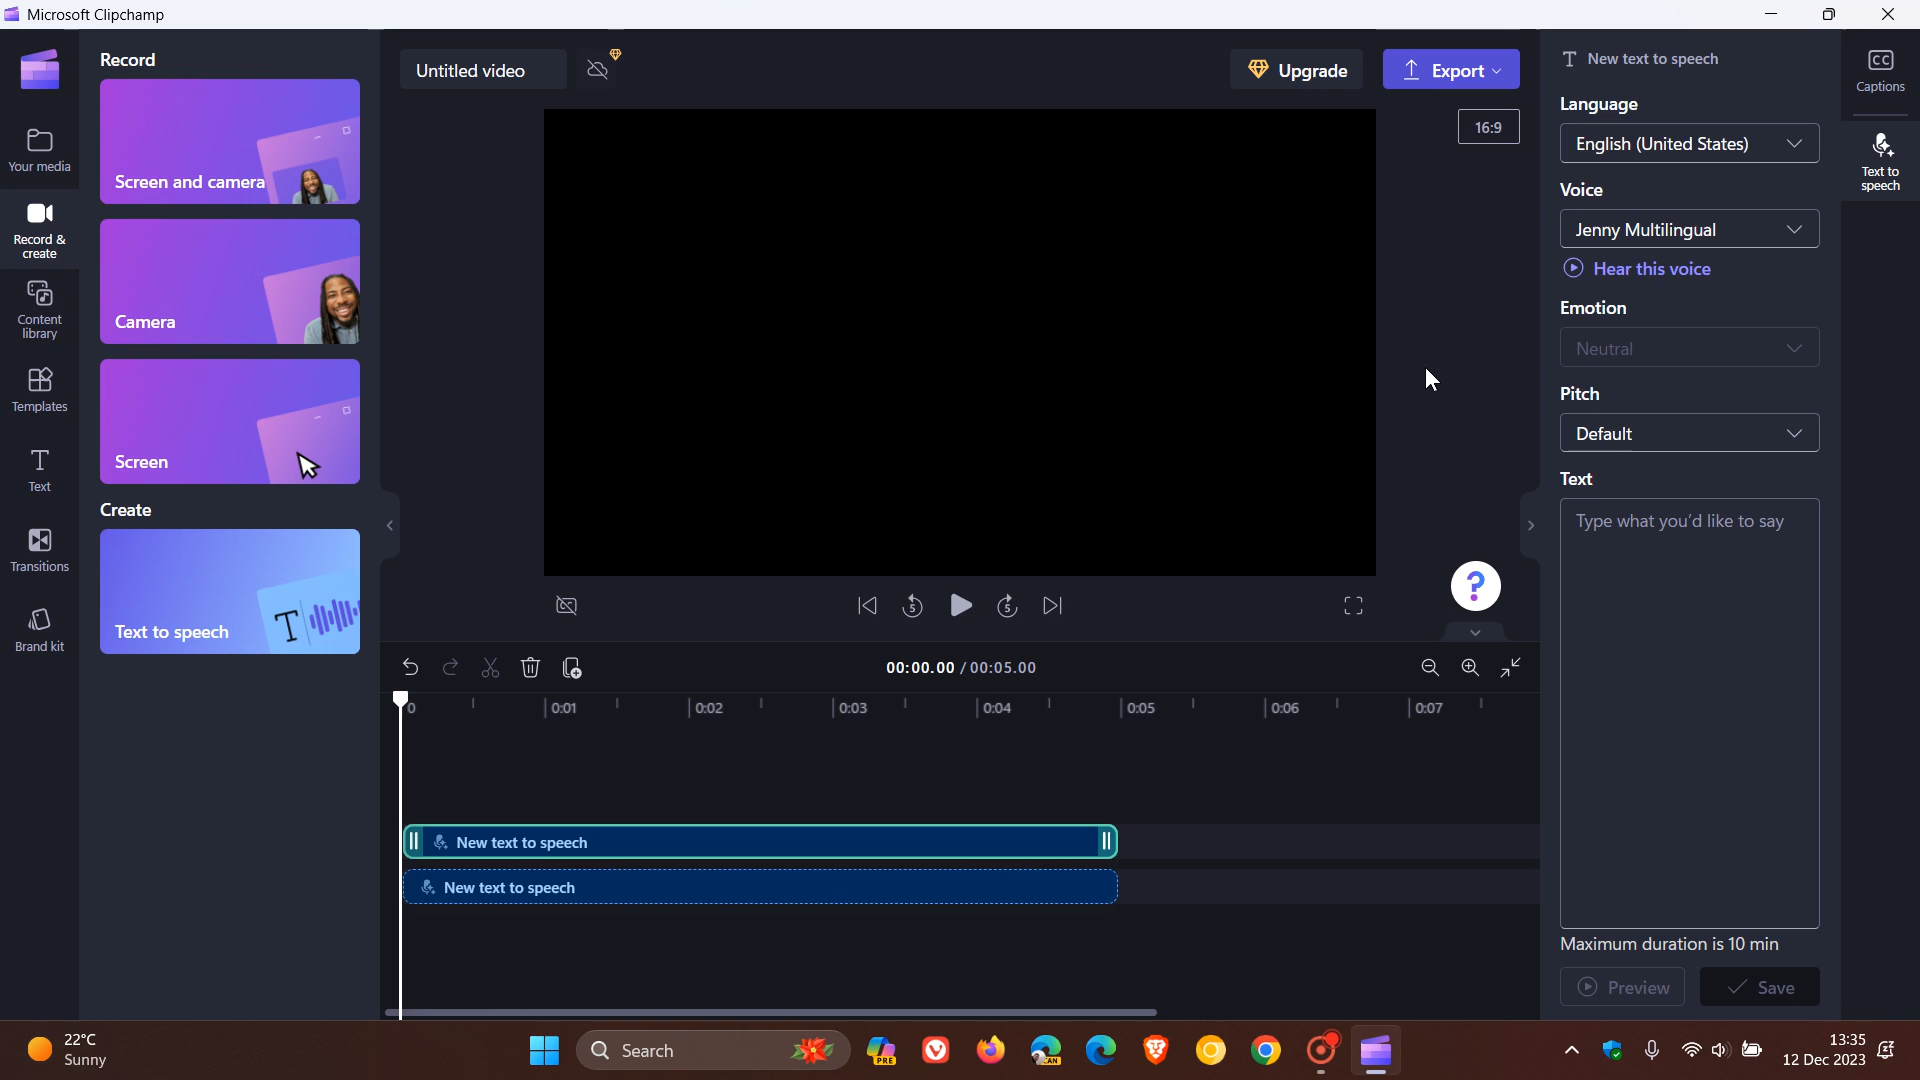 Microsoft Clipchamp
Your media
Record &
create
Content
library
Templates
Text
Transitions
Brand kit
Record
Screen and camera
Camera
Screen
Create
Text to speech
T
Untitled video
Upgrade
Export
16:9
5
5
?
00:00.00 / 00:05.00
0
0:01
0:02
0:03
0:04
0:05
0:06
0:07
New text to speech
New text to speech
New text to speech
Language
English (United States)
Voice
Jenny Multilingual
Hear this voice
Emotion
Neutral
Pitch
Default
Text
Type what you'd like to say
Maximum duration is 10 min
Preview
Save
CC
Captions
Text to
speech
22°C
Sunny
Search
PRE
CAN
13:35
12 Dec 2023